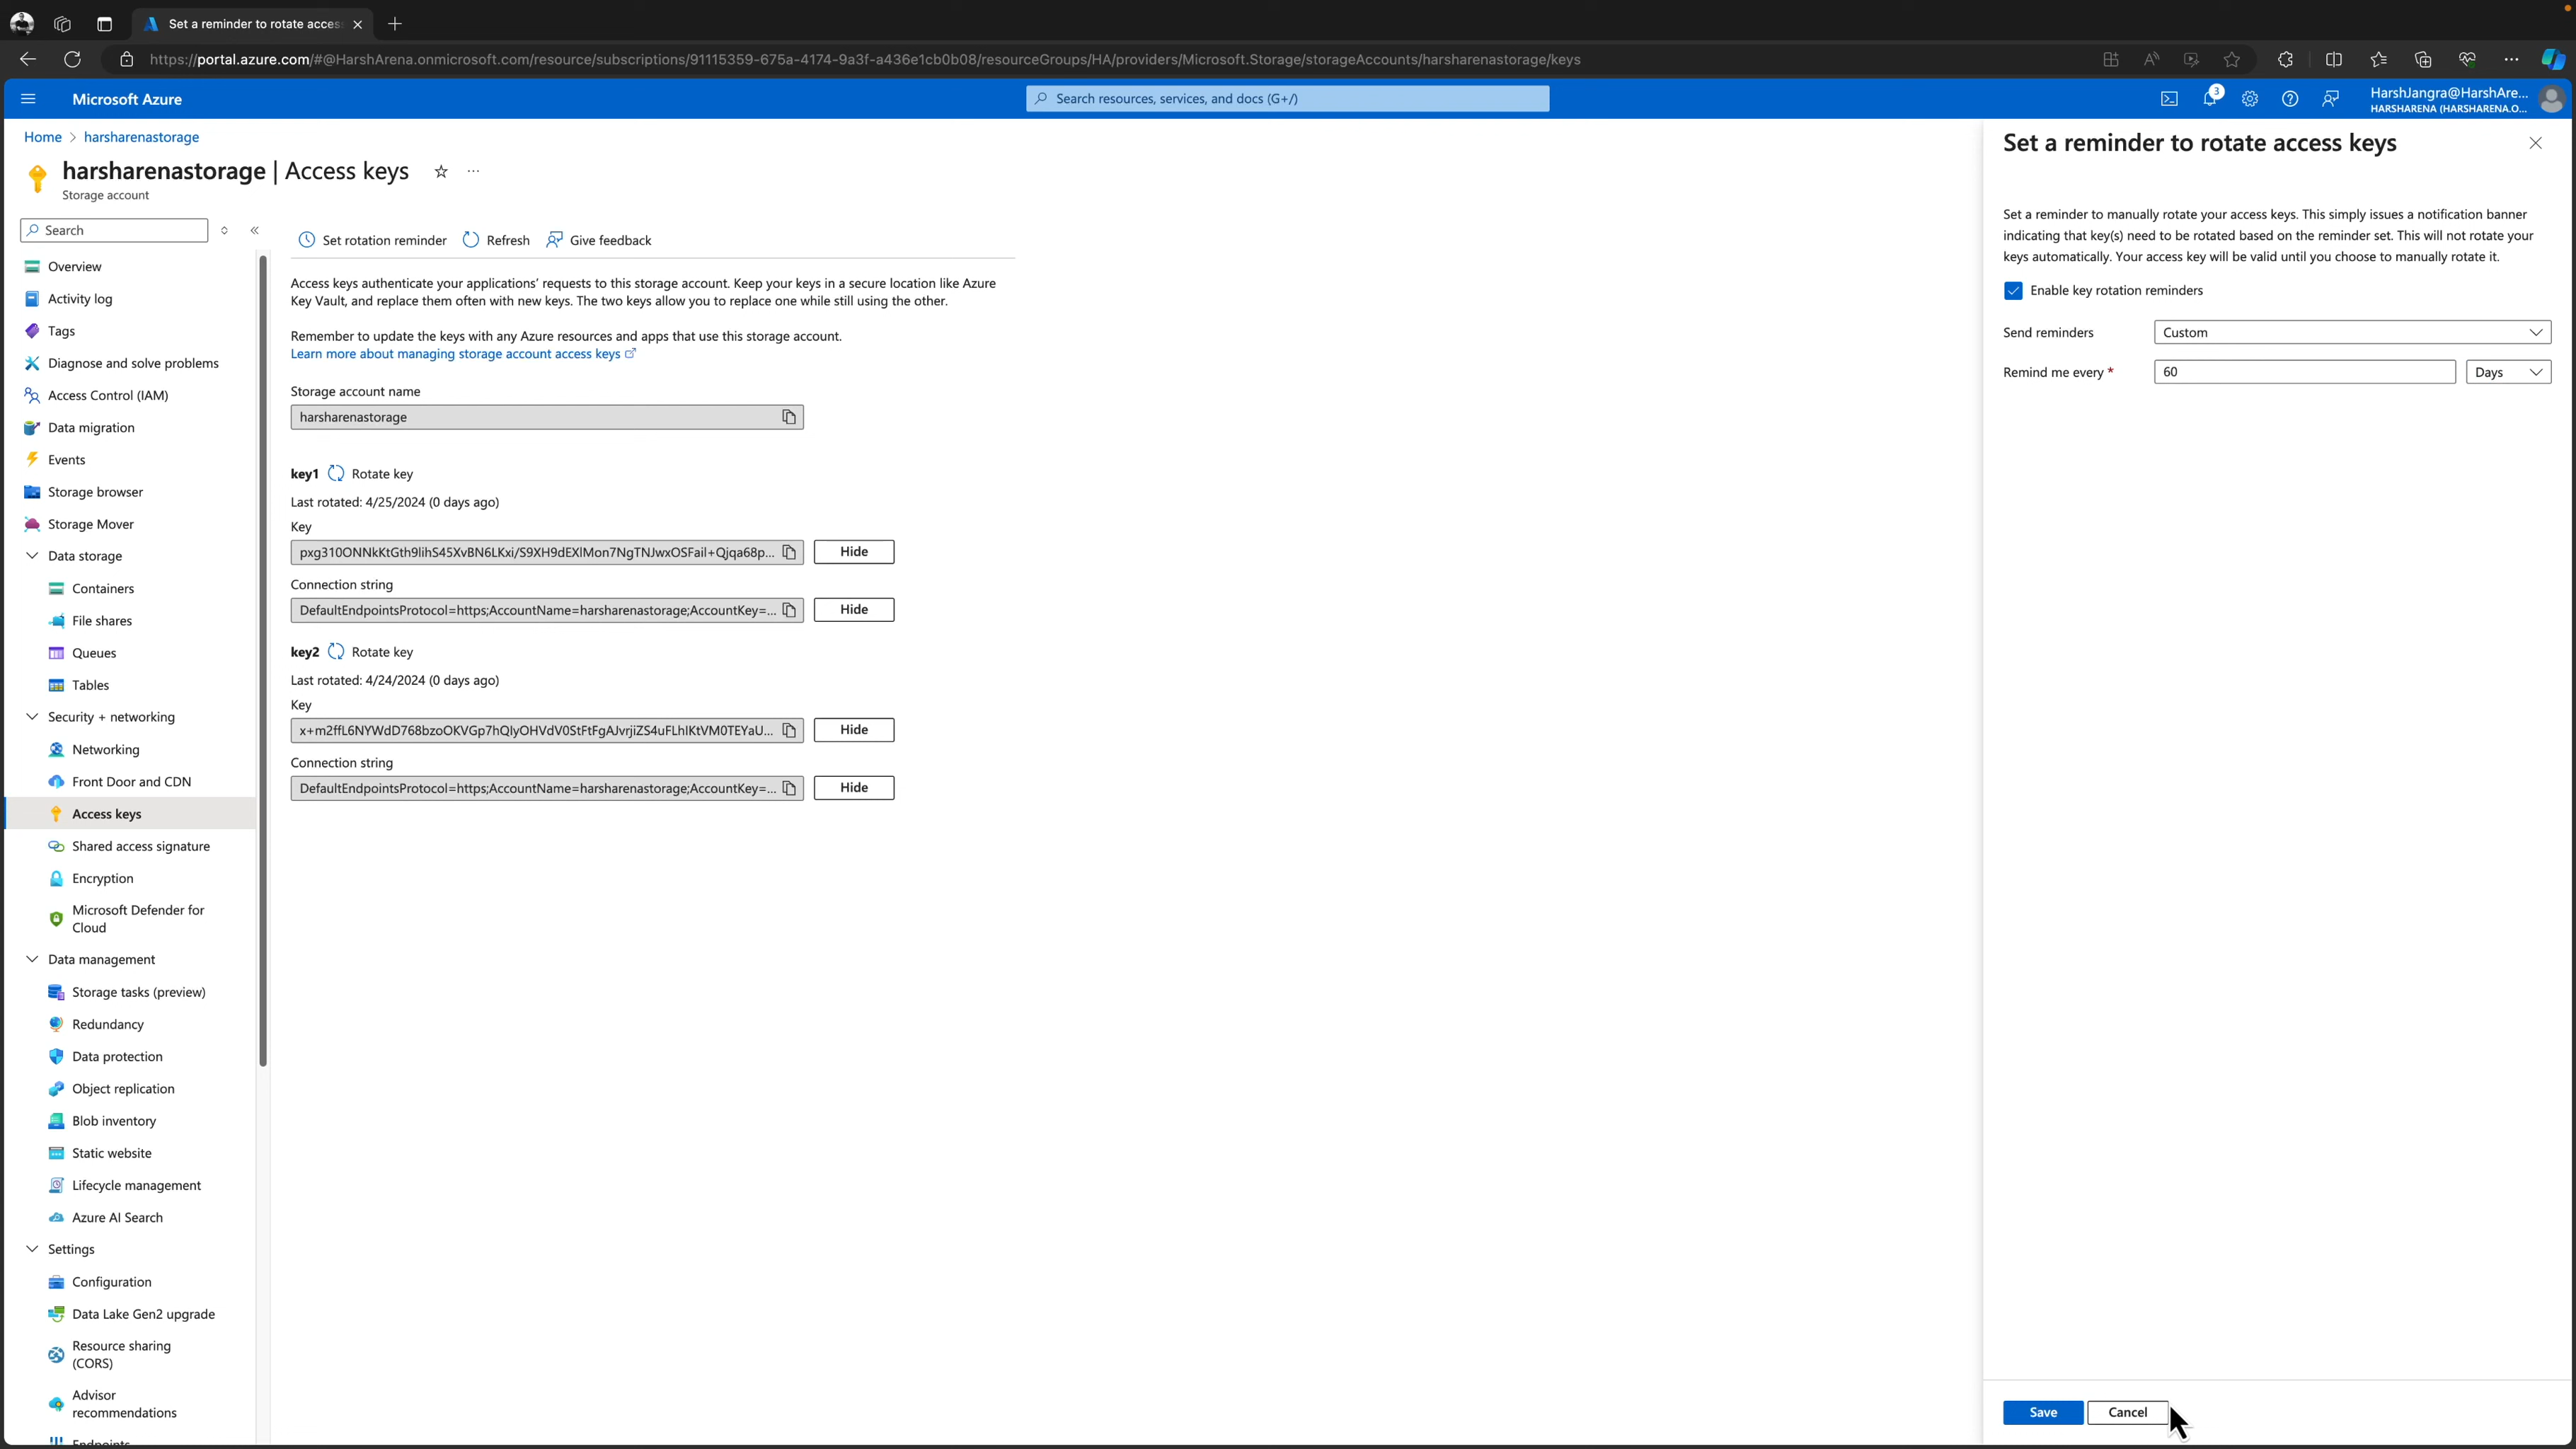 Set a reminder to rotate acces
https://portal.azure.com/#@HarshArena.onmicrosoft.com/resource/subscriptions/91115359-675a-4174-9a3f-a436e1cb0b08/resourceGroups/HA/providers/Microsoft.Storage/storageAccounts/harsharenastorage/keys
Microsoft Azure
Search resources, services, and docs (G+/)
3
HarshJangra@HarshAre...
HARSHARENA (HARSHARENA.O...
Home > harsharenastorage
harsharenastorage | Access keys
Storage account
Search
Overview
Activity log
Tags
Diagnose and solve problems
Access Control (IAM)
Data migration
Events
Storage browser
Storage Mover
Data storage
Containers
File shares
Queues
Tables
Security + networking
Networking
Front Door and CDN
Access keys
Shared access signature
Encryption
Microsoft Defender for
Cloud
Data management
Storage tasks (preview)
Redundancy
Data protection
Object replication
Blob inventory
Static website
Lifecycle management
Azure AI Search
Settings
Configuration
Data Lake Gen2 upgrade
Resource sharing
(CORS)
Advisor
recommendations
Set rotation reminder Refresh Give feedback
Access keys authenticate your applications' requests to this storage account. Keep your keys in a secure location like Azure
Key Vault, and replace them often with new keys. The two keys allow you to replace one while still using the other.
Remember to update the keys with any Azure resources and apps that use this storage account.
Learn more about managing storage account access keys
Storage account name
harsharenastorage
key1 Rotate key
Last rotated: 4/25/2024 (0 days ago)
Key
Hide
Connection string
DefaultEndpointsProtocol=https;AccountName=harsharenastorage;AccountKey=... Hide
key2 Rotate key
Last rotated: 4/24/2024 (0 days ago)
Key
Hide
Connection string
DefaultEndpointsProtocol=https;AccountName=harsharenastorage;AccountKey=... Hide
Set a reminder to rotate access keys
Set a reminder to manually rotate your access keys. This simply issues a notification banner
indicating that key(s) need to be rotated based on the reminder set. This will not rotate your
keys automatically. Your access key will be valid until you choose to manually rotate it.
Enable key rotation reminders
Send reminders Custom
Remind me every * 60 Days
Save Cancel